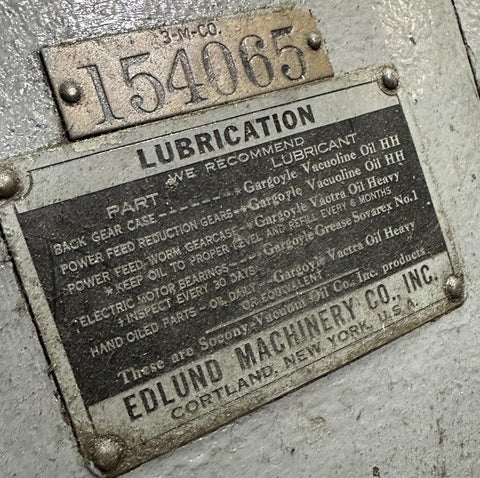 3-M-CO.
154065
LUBRICATION
WE RECOMMEND
PART LUBRICANT
BACK GEAR CASE ------- *Gargoyle Vacuoline Oil HH
POWER FEED REDUCTION GEARS-- *Gargoyle Vacuoline Oil HH
POWER FEED-WORM GEARCASE-- *Gargoyle Vactra Oil Heavy
*KEEP OIL TO PROPER LEVEL AND REFILL EVERY 6 MONTHS
*ELECTRIC MOTOR BEARINGS----- Gargoyle Grease Sovarex No.1
*INSPECT EVERY 30 DAYS
HAND OILED PARTS - OIL DAILY-- Gargoyle Vactra Oil Heavy
OR EQUIVALENT
These are Socony-Vacuum Oil Co., Inc. products
EDLUND MACHINERY CO., INC.
CORTLAND, NEW YORK, U.S.A.